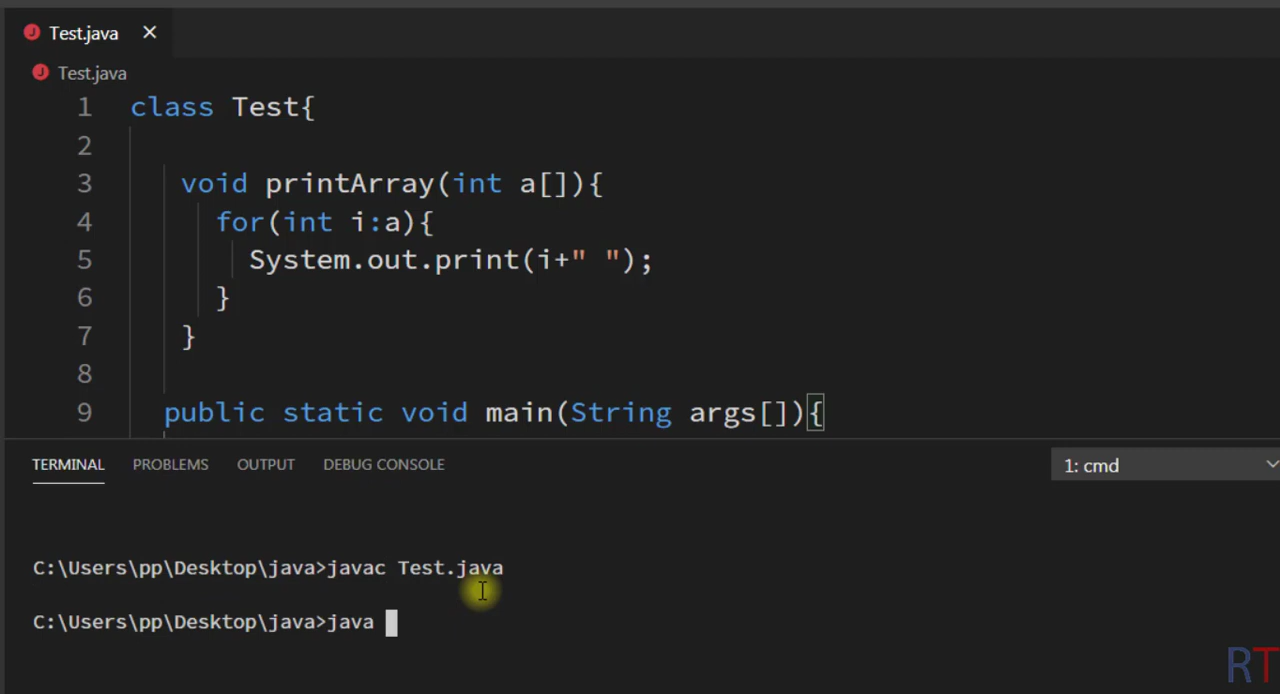 Test.java ×
Test.java
1 class Test{
2
3 void printArray(int a[]){
4 for(int i:a){
5 System.out.print(i+" ");
6 }
7 }
8
9 public static void main(String args[]){
TERMINAL PROBLEMS OUTPUT DEBUG CONSOLE 1: cmd
C:\Users\pp\Desktop\java>javac Test.java
C:\Users\pp\Desktop\java>java
RT